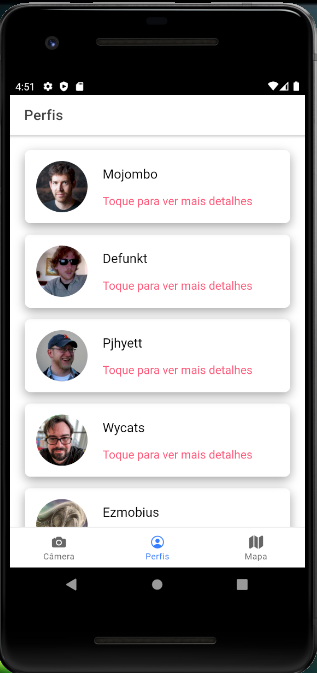 4:51
Perfis
Mojombo
Toque para ver mais detalhes
Defunkt
Toque para ver mais detalhes
Pjhyett
Toque para ver mais detalhes
Wycats
Toque para ver mais detalhes
Ezmobius
Câmera
Perfis
Mapa